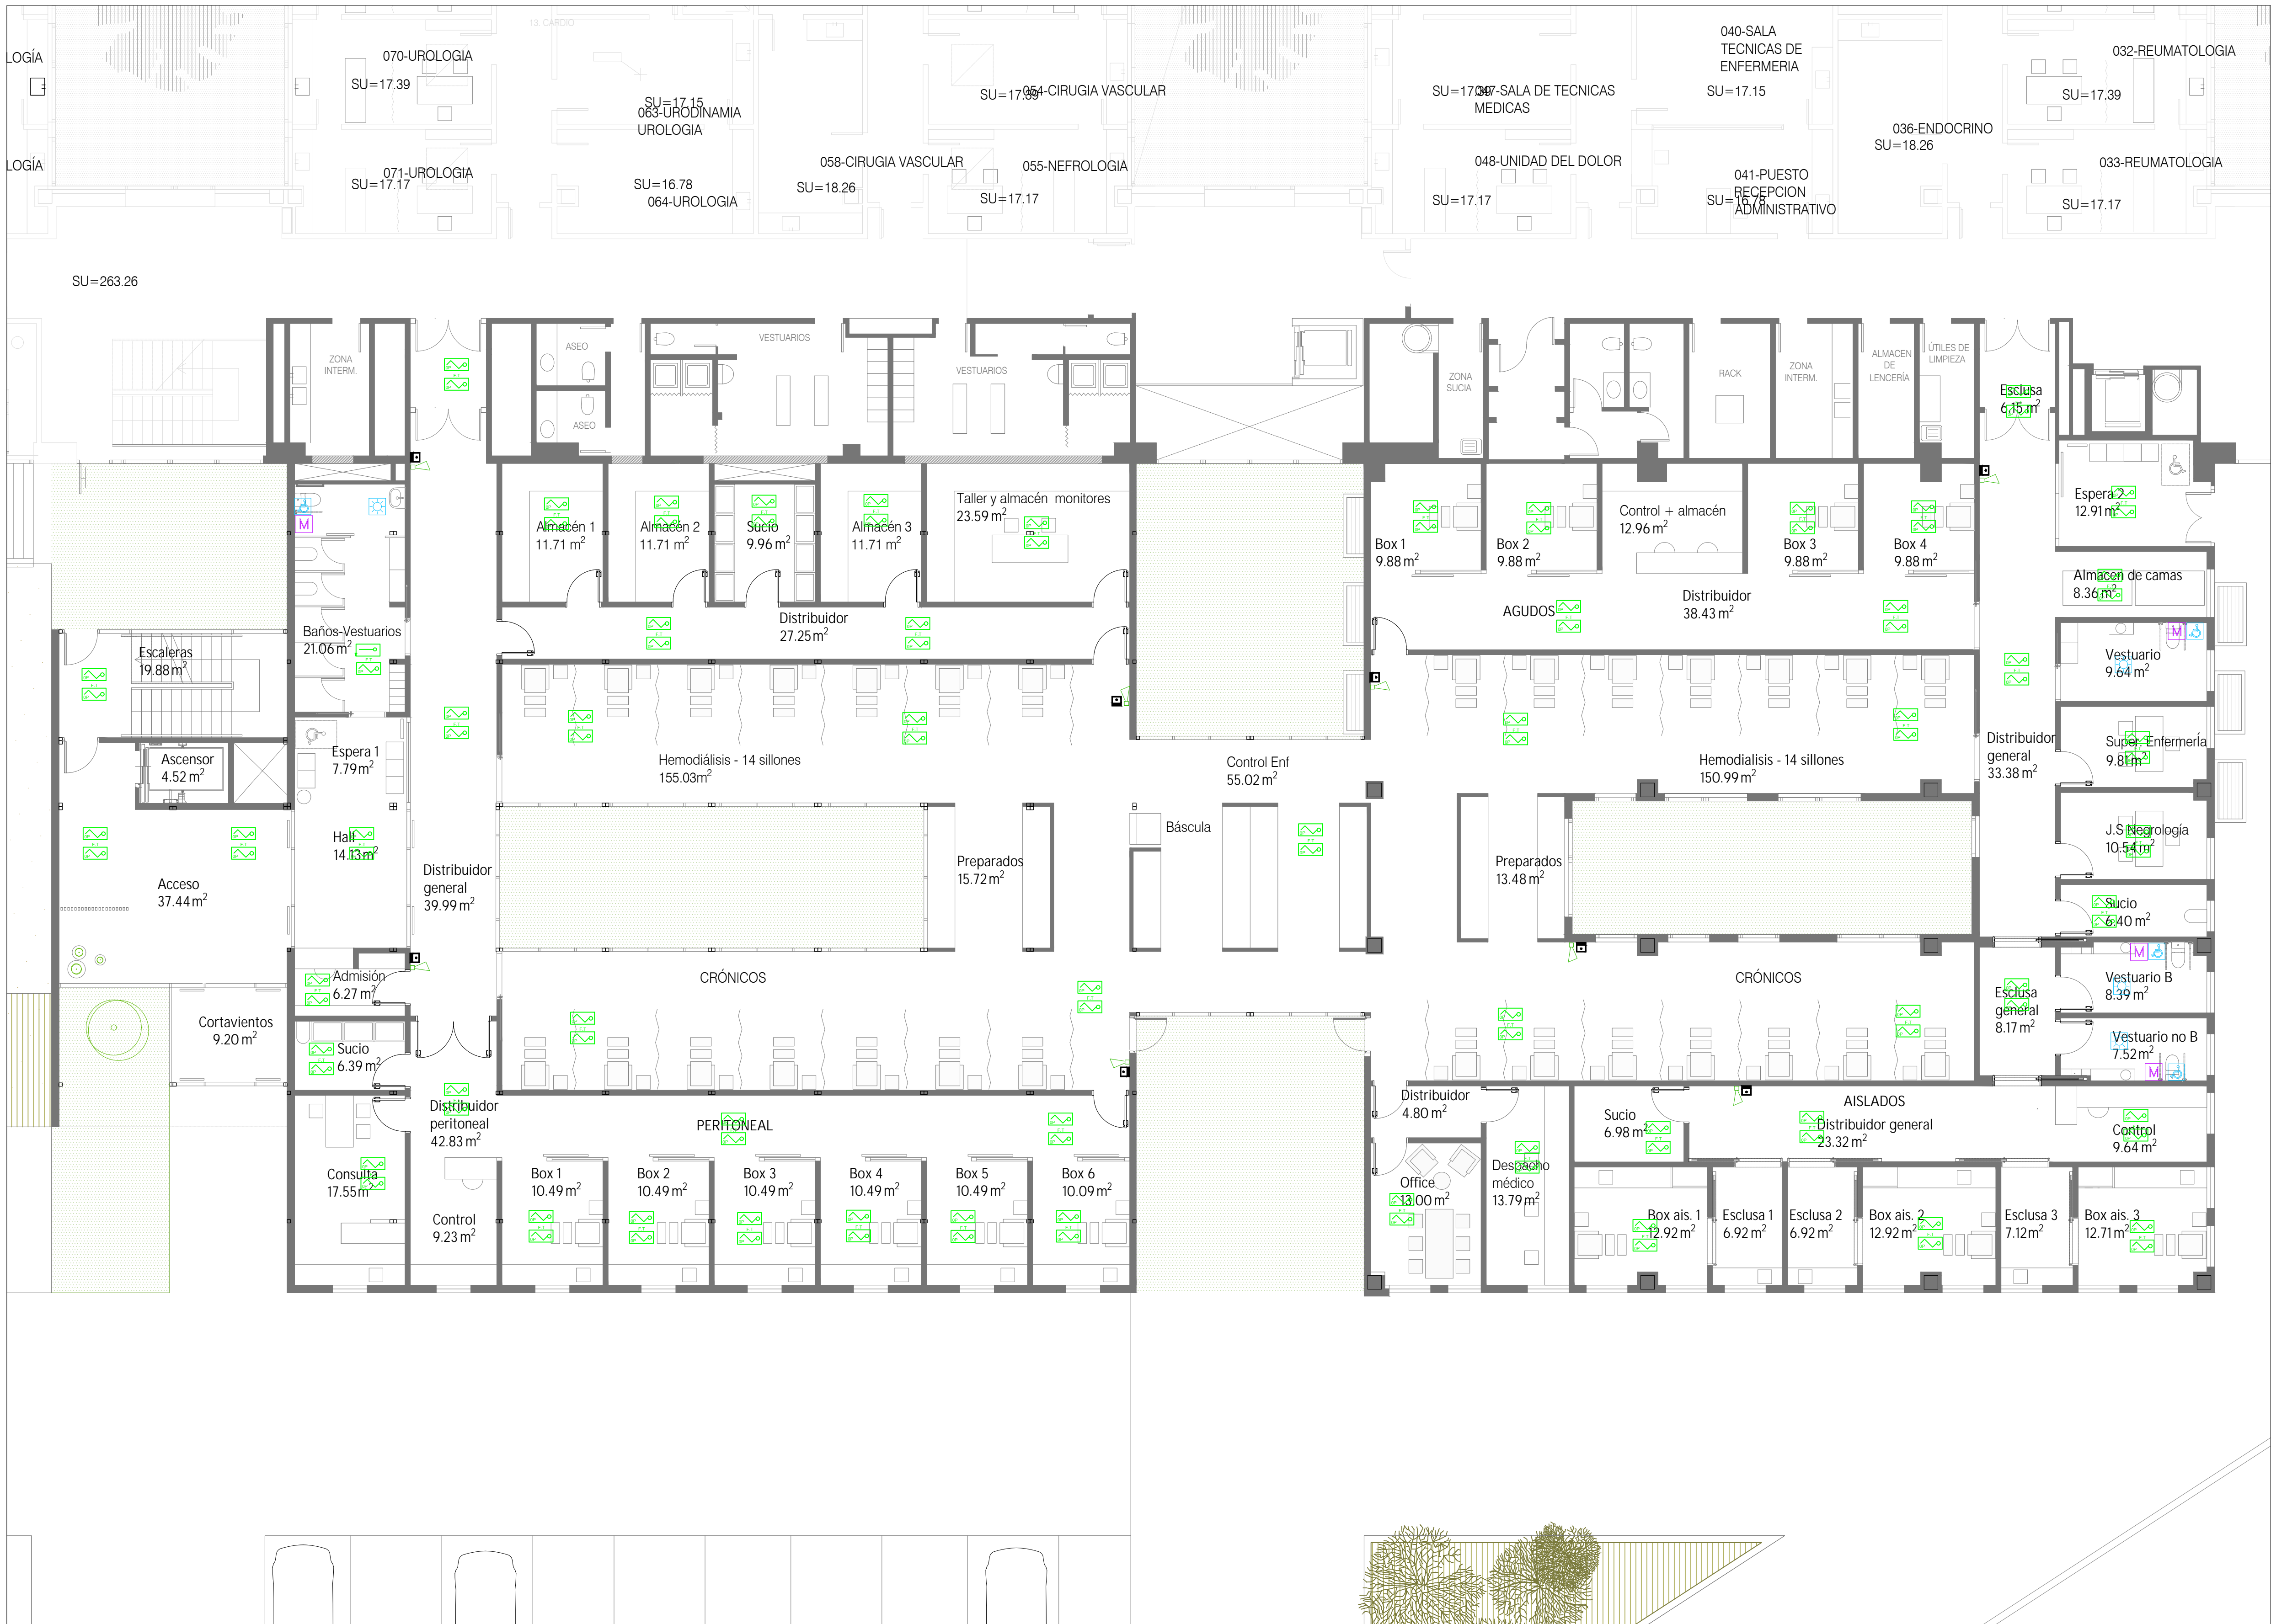 13. CARDIO
LOGÍA
070-UROLOGIA
SU=17.39
SU=17.15
063-URODINAMIA
UROLOGIA
SU=17.39
054-CIRUGIA VASCULAR
SU=17.39
047-SALA DE TECNICAS
MEDICAS
040-SALA
TECNICAS DE
ENFERMERIA
SU=17.15
032-REUMATOLOGIA
SU=17.39
LOGÍA
071-UROLOGIA
SU=17.17
SU=16.78
064-UROLOGIA
058-CIRUGIA VASCULAR
SU=18.26
055-NEFROLOGIA
SU=17.17
048-UNIDAD DEL DOLOR
SU=17.17
036-ENDOCRINO
SU=18.26
041-PUESTO
RECEPCION
ADMINISTRATIVO
SU=16.78
033-REUMATOLOGIA
SU=17.17
SU=263.26
ZONA
INTERM.
ASEO
ASEO
VESTUARIOS
VESTUARIOS
ZONA
SUCIA
RACK
ZONA
INTERM.
ALMACEN
DE
LENCERÍA
ÚTILES DE
LIMPIEZA
Esclusa
6.15 m²
Almacén 1
11.71 m²
Almacén 2
11.71 m²
Sucio
9.96 m²
Almacén 3
11.71 m²
Taller y almacén monitores
23.59 m²
Box 1
9.88 m²
Box 2
9.88 m²
Control + almacén
12.96 m²
Box 3
9.88 m²
Box 4
9.88 m²
Espera 2
12.91 m²
Almacen de camas
8.36 m²
M
Baños-Vestuarios
21.06 m²
Distribuidor
27.25 m²
AGUDOS
Distribuidor
38.43 m²
Escaleras
19.88 m²
M
Vestuario
9.64 m²
Ascensor
4.52 m²
Espera 1
7.79 m²
Hemodiálisis - 14 sillones
155.03m²
Control Enf
55.02 m²
Hemodialisis - 14 sillones
150.99 m²
Distribuidor
general
33.38 m²
Super. Enfermería
9.81 m²
Hall
14.13 m²
Báscula
J.S Negrología
10.54 m²
Acceso
37.44 m²
Distribuidor
general
39.99 m²
Preparados
15.72 m²
Preparados
13.48 m²
Sucio
6.40 m²
Admisión
6.27 m²
CRÓNICOS
CRÓNICOS
M
Vestuario B
8.39 m²
Esclusa
general
8.17 m²
Cortavientos
9.20 m²
Sucio
6.39 m²
Vestuario no B
7.52 m²
M
Distribuidor
peritoneal
42.83 m²
PERITONEAL
Distribuidor
4.80 m²
Sucio
6.98 m²
AISLADOS
Distribuidor general
23.32 m²
Control
9.64 m²
Consulta
17.55 m²
Control
9.23 m²
Box 1
10.49 m²
Box 2
10.49 m²
Box 3
10.49 m²
Box 4
10.49 m²
Box 5
10.49 m²
Box 6
10.09 m²
Office
13.00 m²
Despacho
médico
13.79 m²
Box ais. 1
12.92 m²
Esclusa 1
6.92 m²
Esclusa 2
6.92 m²
Box ais. 2
12.92 m²
Esclusa 3
7.12 m²
Box ais. 3
12.71 m²